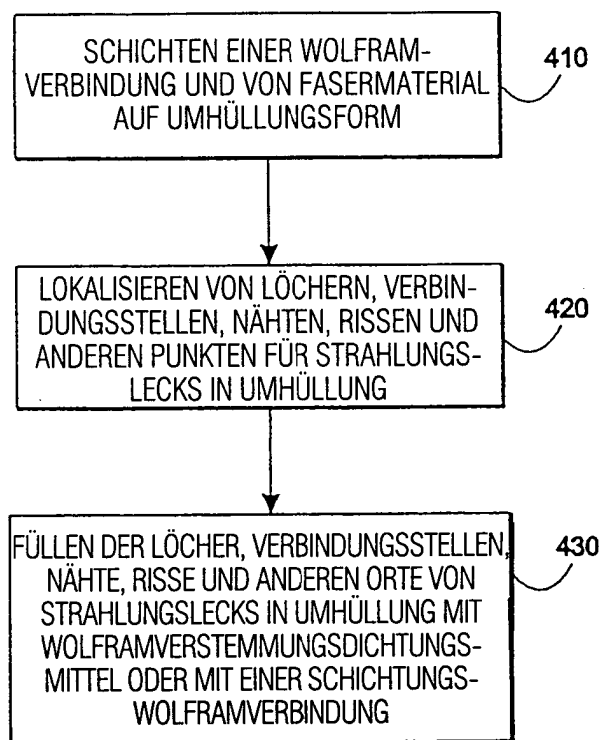 SCHICHTEN EINER WOLFRAM-
VERBINDUNG UND VON FASERMATERIAL
AUF UMHÜLLUNGSFORM
410
LOKALISIEREN VON LÖCHERN, VERBIN-
DUNGSSTELLEN, NÄHTEN, RISSEN UND
ANDEREN PUNKTEN FÜR STRAHLUNGS-
LECKS IN UMHÜLLUNG
420
FÜLLEN DER LÖCHER, VERBINDUNGSSTELLEN,
NÄHTE, RISSE UND ANDEREN ORTE VON
STRAHLUNGSLECKS IN UMHÜLLUNG MIT
WOLFRAMVERSTEMMUNGSDICHTUNGS-
MITTEL ODER MIT EINER SCHICHTUNGS-
WOLFRAMVERBINDUNG
430